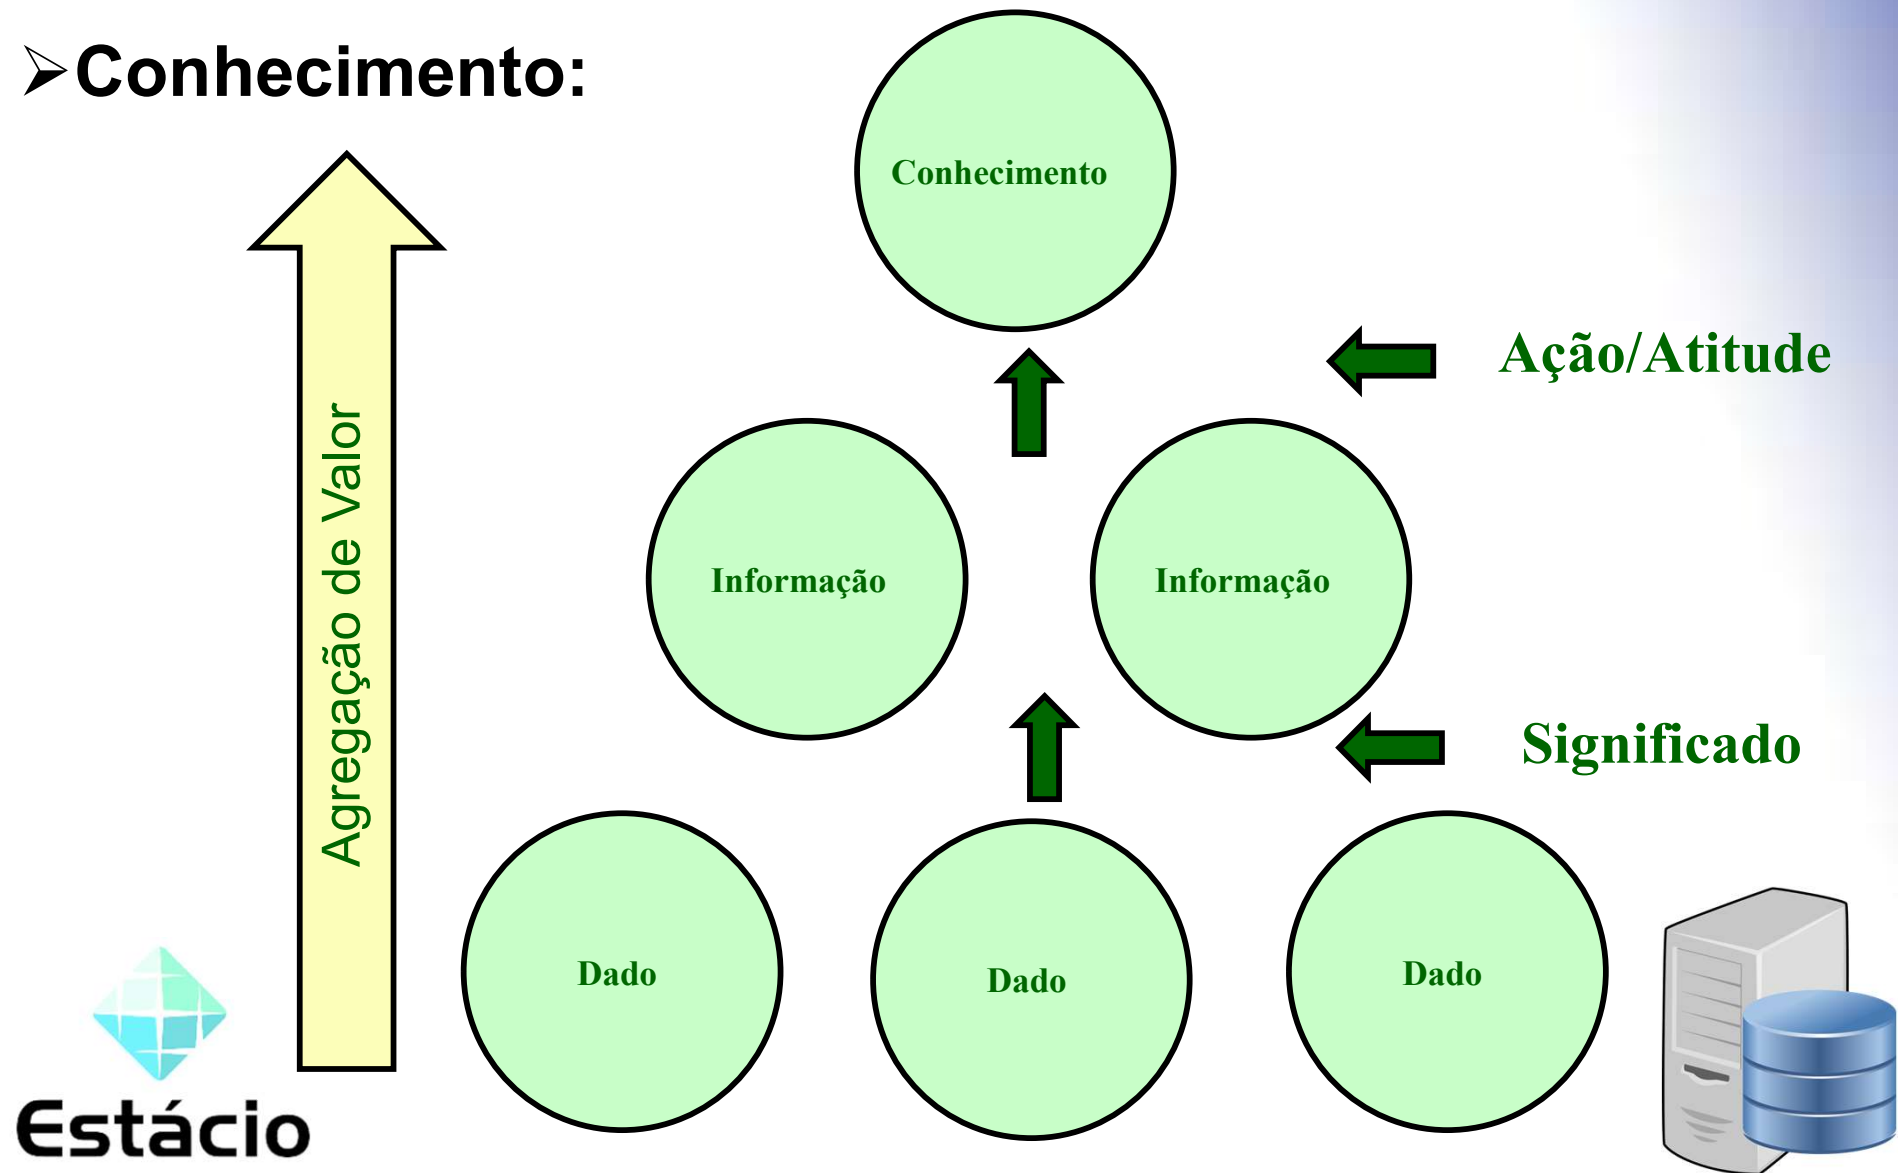 ➢Conhecimento:
Conhecimento
Ação/Atitude
Agregação de Valor
Informação
Informação
Significado
Dado
Dado
Dado
Estácio